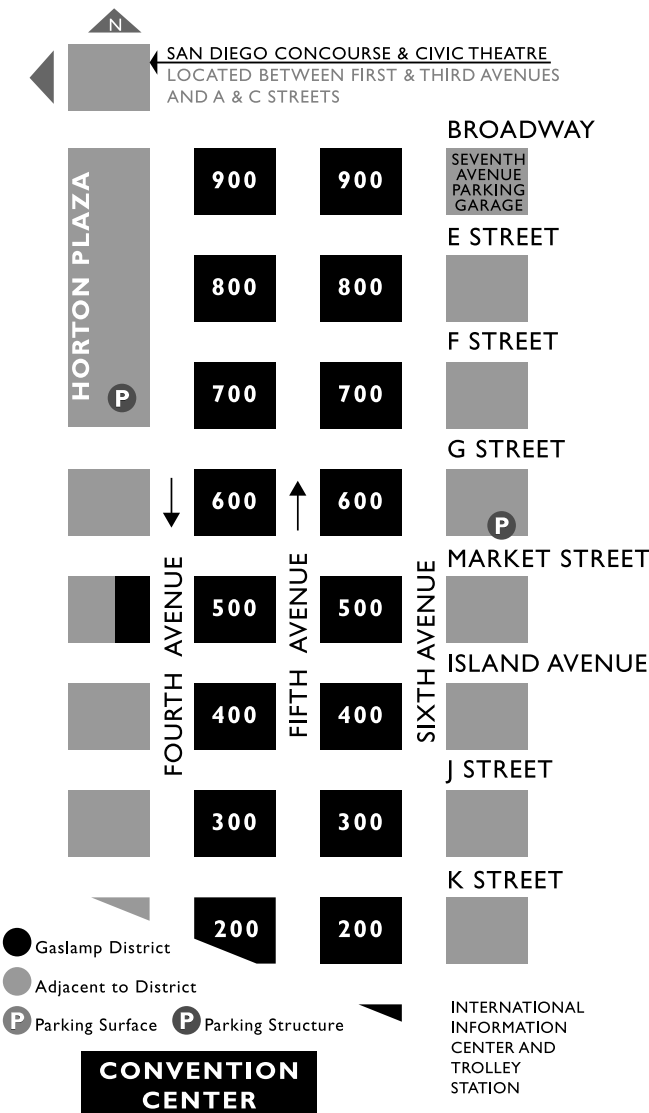 N
SAN DIEGO CONCOURSE & CIVIC THEATRE
LOCATED BETWEEN FIRST & THIRD AVENUES
AND A & C STREETS
BROADWAY
HORTON PLAZA
P
900
900
SEVENTH
AVENUE
PARKING
GARAGE
E STREET
800
800
F STREET
700
700
G STREET
600
600
P
MARKET STREET
FOURTH AVENUE
500
FIFTH AVENUE
500
SIXTH AVENUE
ISLAND AVENUE
400
400
J STREET
300
300
K STREET
200
200
Gaslamp District
Adjacent to District
P Parking Surface P Parking Structure
INTERNATIONAL
INFORMATION
CENTER AND
TROLLEY
STATION
CONVENTION
CENTER